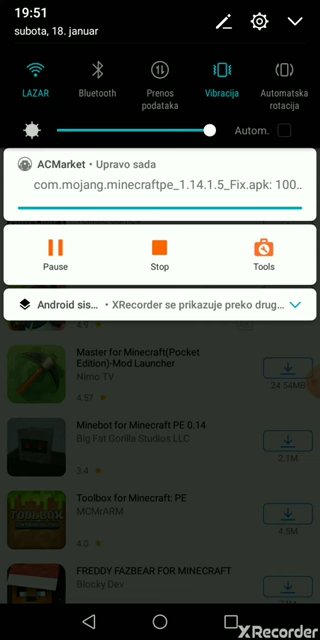 19:51
subota, 18. januar
LAZAR
Bluetooth
Prenos
podataka
Vibracija
Automatska
rotacija
Autom.
ACMarket • Upravo sada
com.mojang.minecraftpe_1.14.1.5_Fix.apk: 100..
Pause
Stop
Tools
Android sis... • XRecorder se prikazuje preko drug...
4.9
Master for Minecraft(Pocket
Edition)-Mod Launcher
Nimo TV
4.57
24.54MB
Minebot for Minecraft PE 0.14
Big Fat Gorilla Studios LLC
3.4
2.1M
TOOLBOX
Toolbox for Minecraft: PE
MCMrARM
4.0
4.5M
FREDDY FAZBEAR FOR MINECRAFT
Blocky Dev
XRecorder